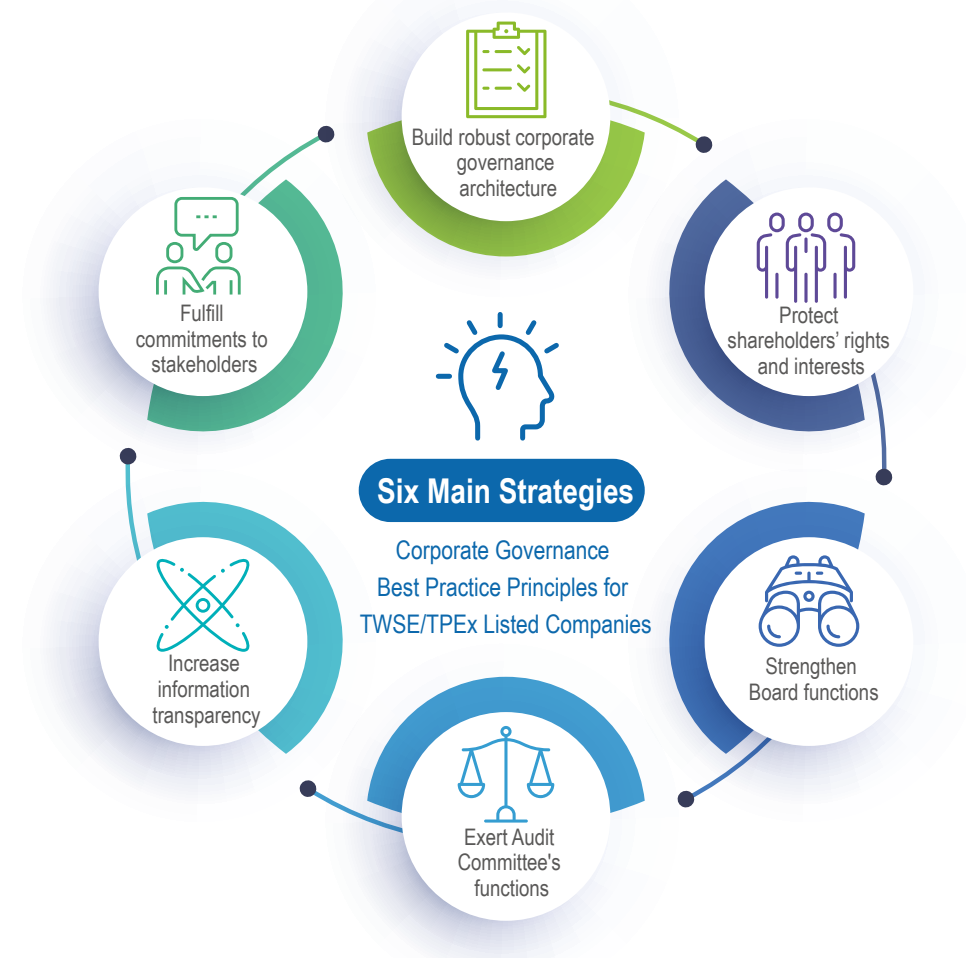 Build robust corporate
governance
architecture
Protect
shareholders' rights
and interests
Strengthen
Board functions
Exert Audit
Committee's
functions
Increase
information
transparency
Fulfill
commitments to
stakeholders
Six Main Strategies
Corporate Governance
Best Practice Principles for
TWSE/TPEx Listed Companies